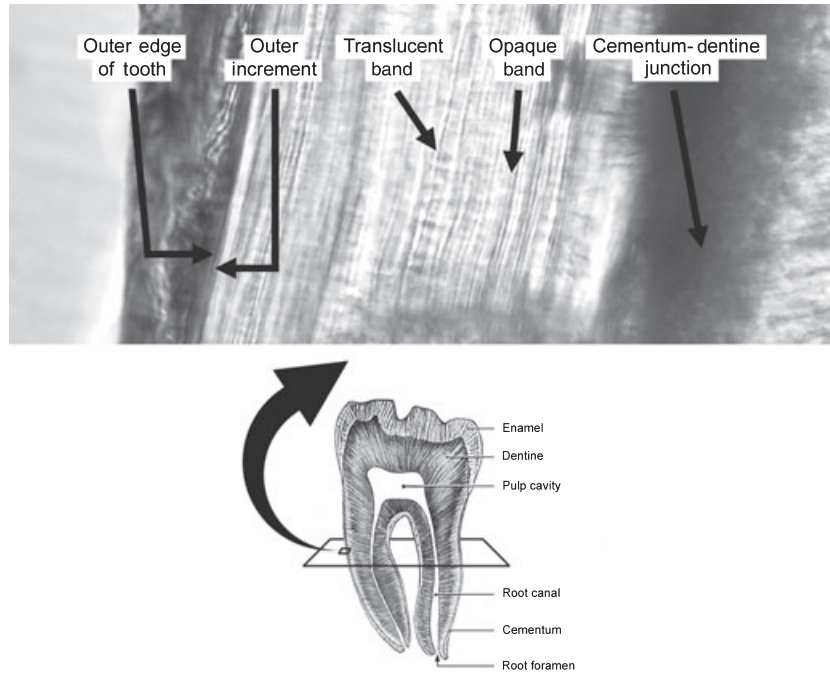 Outer edge
of tooth
Outer
increment
Translucent
band
Opaque
band
Cementum-dentine
junction
Enamel
Dentine
Pulp cavity
Root canal
Cementum
Root foramen